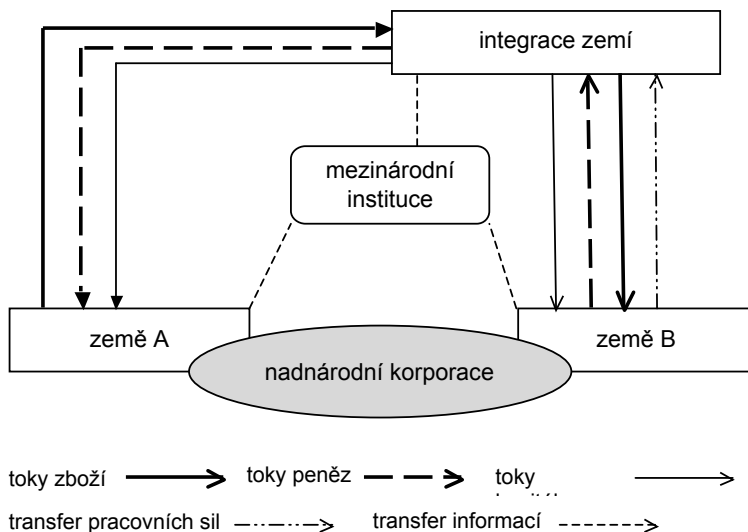 integrace zemí
mezinárodní
instituce
země A
země B
nadnárodní korporace
toky zboží
toky peněz
toky
transfer pracovních sil
transfer informací